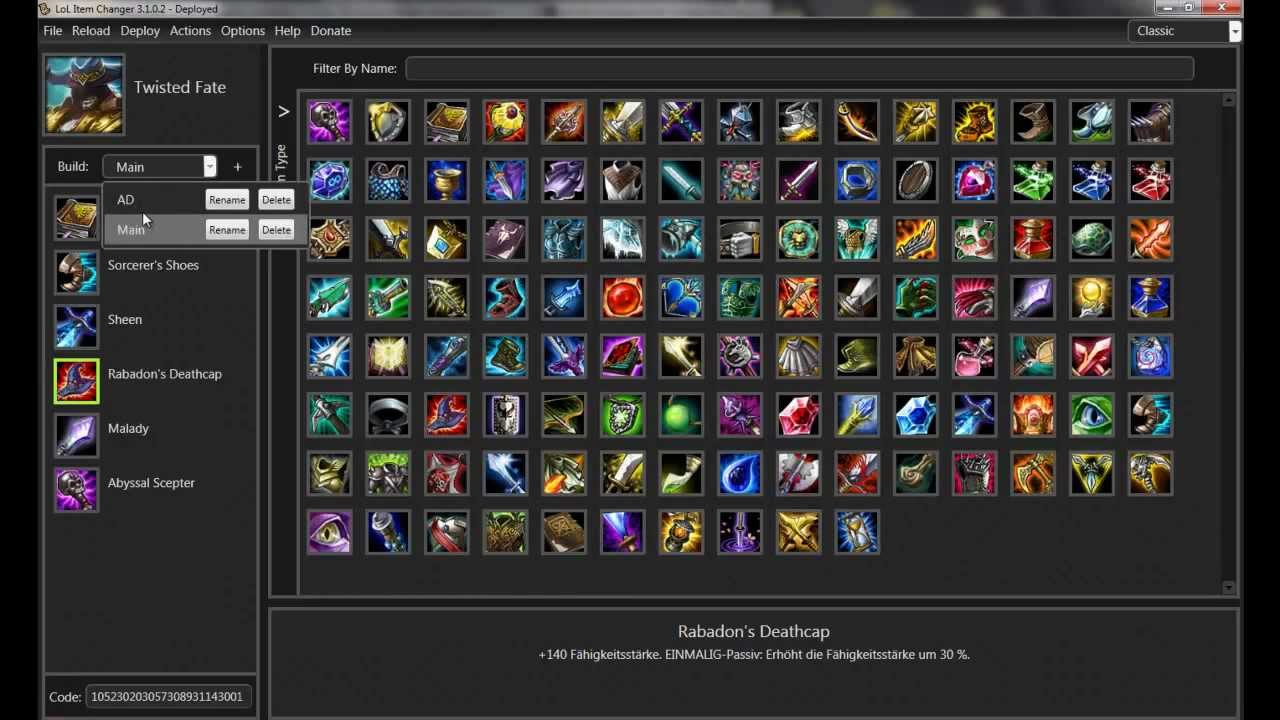 LoL Item Changer 3.1.0.2 - Deployed
File Reload Deploy Actions Options Help Donate
Classic
Twisted Fate
Filter By Name:
>
Build: Main +
m Type
AD Rename Delete
Main Rename Delete
Sorcerer's Shoes
Sheen
Rabadon's Deathcap
Malady
Abyssal Scepter
Rabadon's Deathcap
+140 Fähigkeitsstärke. EINMALIG-Passiv: Erhöht die Fähigkeitsstärke um 30 %.
Code: 105230203057308931143001